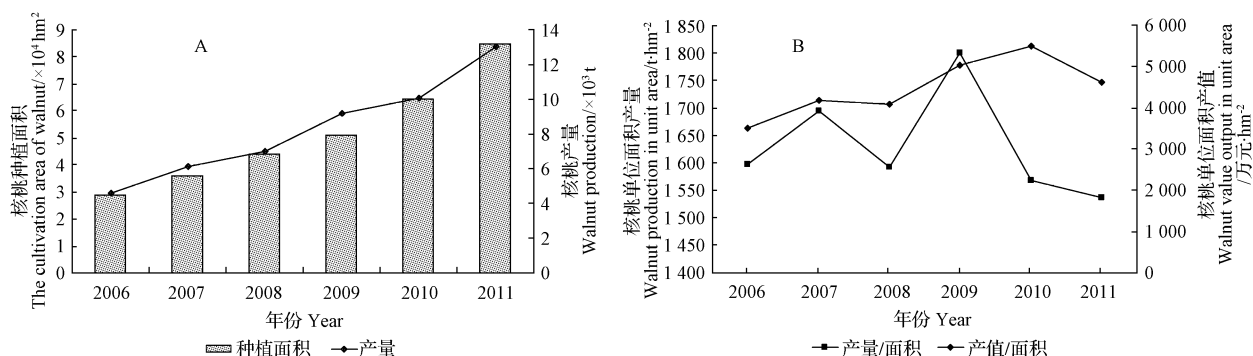 A
核桃种植面积
The cultivation area of walnut/×10⁴hm²
9
8
7
6
5
4
3
2
1
0
14
12
10
8
6
4
2
0
核桃产量
Walnut production/×10³t
2006 2007 2008 2009 2010 2011
年份 Year
种植面积 产量
B
核桃单位面积产量
Walnut production in unit area/t·hm⁻²
1 850
1 800
1 750
1 700
1 650
1 600
1 550
1 500
1 450
1 400
6 000
5 000
4 000
3 000
2 000
1 000
0
核桃单位面积产值
Walnut value output in unit area
/万元·hm⁻²
2006 2007 2008 2009 2010 2011
年份 Year
产量/面积 产值/面积